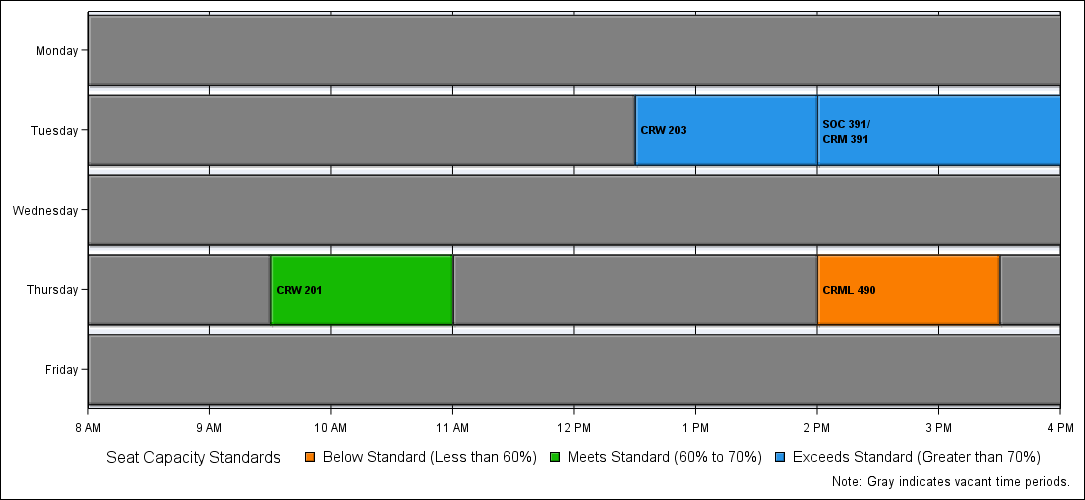 Monday
Tuesday
CRW 203
SOC 391/
CRM 391
Wednesday
Thursday
CRW 201
CRML 490
Friday
8 AM 9 AM 10 AM 11 AM 12 PM 1 PM 2 PM 3 PM 4 PM
Seat Capacity Standards Below Standard (Less than 60%) Meets Standard (60% to 70%) Exceeds Standard (Greater than 70%)
Note: Gray indicates vacant time periods.